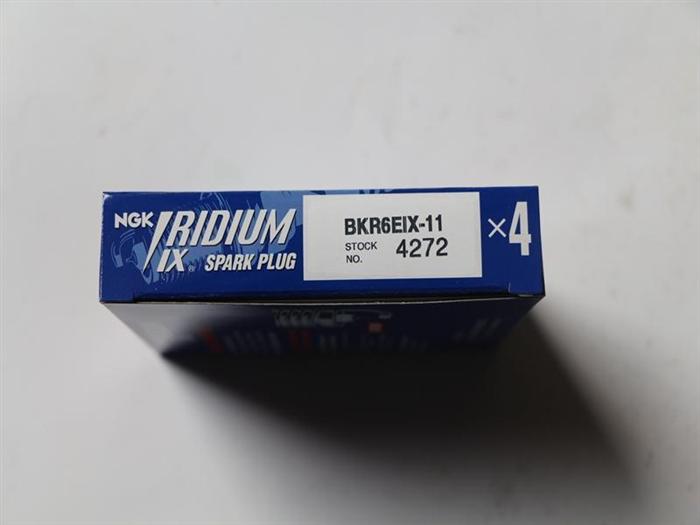 NGK IRIDIUM
IX® SPARK PLUG
BKR6EIX-11
STOCK
NO. 4272
×4